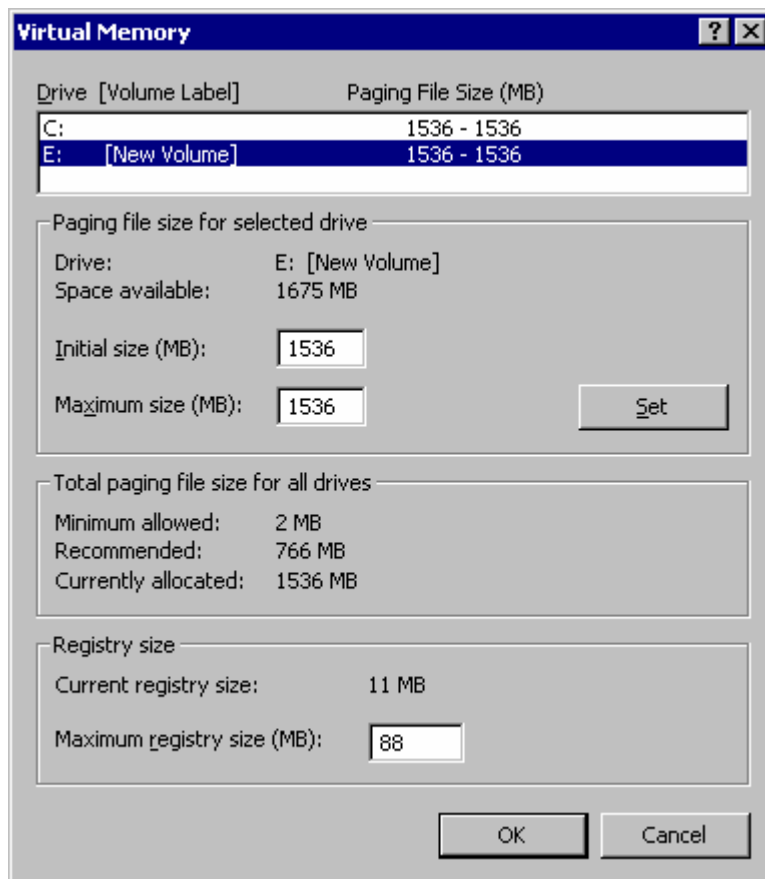 Virtual Memory
Drive [Volume Label] Paging File Size (MB)
C: 1536 - 1536
E: [New Volume] 1536 - 1536
Paging file size for selected drive
Drive: E: [New Volume]
Space available: 1675 MB
Initial size (MB): 1536
Maximum size (MB): 1536
Set
Total paging file size for all drives
Minimum allowed: 2 MB
Recommended: 766 MB
Currently allocated: 1536 MB
Registry size
Current registry size: 11 MB
Maximum registry size (MB): 88
OK Cancel